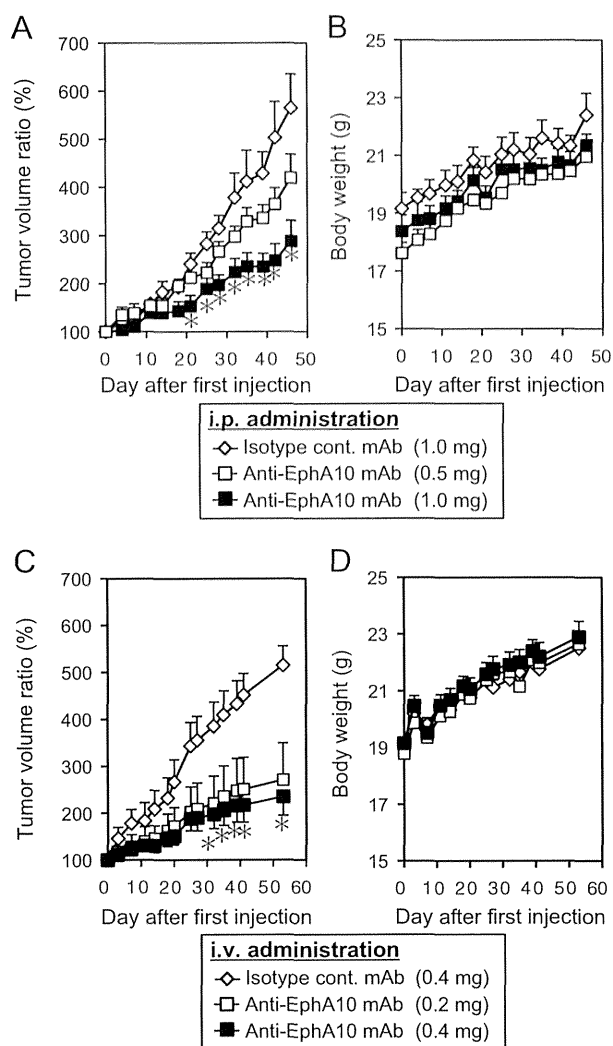 A
B
700
600
500
400
300
200
100
Tumor volume ratio (%)
0 10 20 30 40 50
Day after first injection
* * * * * * *
25
23
21
19
17
15
Body weight (g)
0 10 20 30 40 50
Day after first injection
i.p. administration
Isotype cont. mAb (1.0 mg)
Anti-EphA10 mAb (0.5 mg)
Anti-EphA10 mAb (1.0 mg)
C
D
700
600
500
400
300
200
100
Tumor volume ratio (%)
0 10 20 30 40 50 60
Day after first injection
* * * * *
25
23
21
19
17
15
Body weight (g)
0 10 20 30 40 50 60
Day after first injection
i.v. administration
Isotype cont. mAb (0.4 mg)
Anti-EphA10 mAb (0.2 mg)
Anti-EphA10 mAb (0.4 mg)